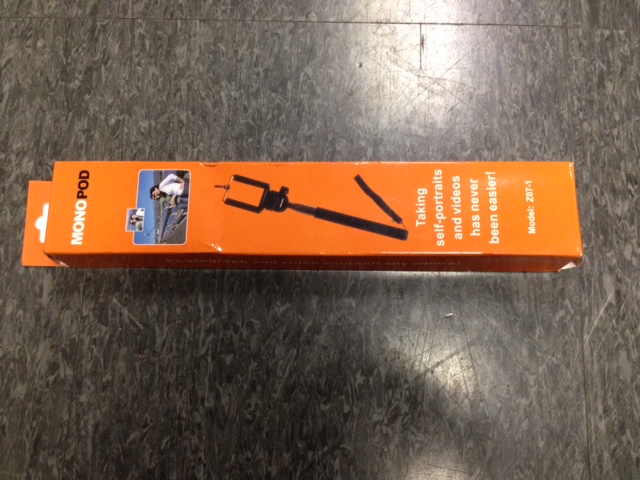 MONOPOD
Taking
self-portraits
and videos
has never
been easier!
Model: Z07-1